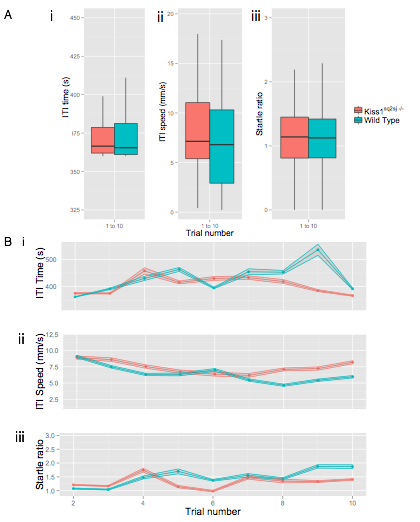 A
i
ii
iii
ITI time (s)
450
425
400
375
350
325
1 to 10
ITI speed (mm/s)
20
15
10
5
0
1 to 10
Startle ratio
3
2
1
0
1 to 10
Trial number
Wild Type
B
i
ITI Time (s)
500
400
ii
ITI Speed (mm/s)
12.5
10.0
7.5
5.0
2.5
iii
Startle ratio
3.0
2.5
2.0
1.5
1.0
2
4
6
8
10
Trial number